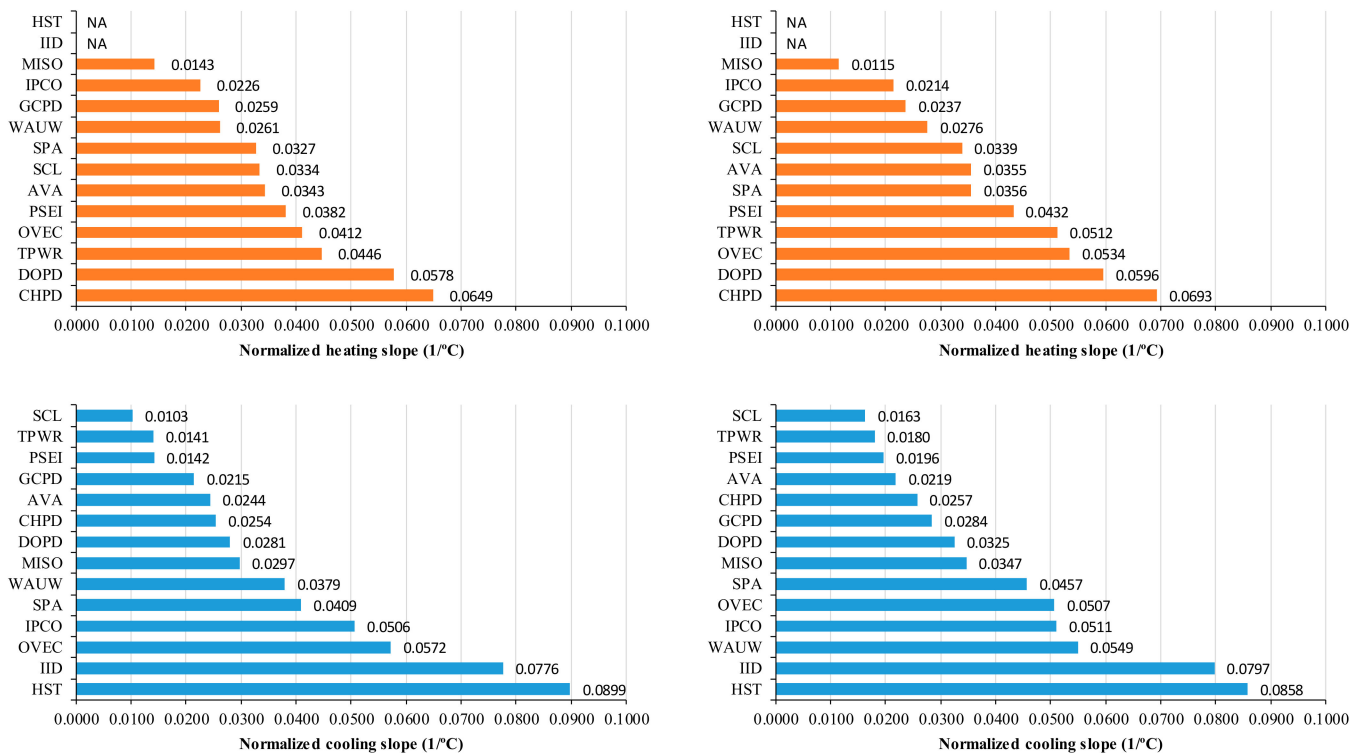 HST NA
IID NA
MISO 0.0143
IPCO 0.0226
GCPD 0.0259
WAUW 0.0261
SPA 0.0327
SCL 0.0334
AVA 0.0343
PSEI 0.0382
OVEC 0.0412
TPWR 0.0446
DOPD 0.0578
CHPD 0.0649
0.0000 0.0100 0.0200 0.0300 0.0400 0.0500 0.0600 0.0700 0.0800 0.0900 0.1000
Normalized heating slope (1/ºC)
HST NA
IID NA
MISO 0.0115
IPCO 0.0214
GCPD 0.0237
WAUW 0.0276
SCL 0.0339
AVA 0.0355
SPA 0.0356
PSEI 0.0432
TPWR 0.0512
OVEC 0.0534
DOPD 0.0596
CHPD 0.0693
0.0000 0.0100 0.0200 0.0300 0.0400 0.0500 0.0600 0.0700 0.0800 0.0900 0.1000
Normalized heating slope (1/ºC)
SCL 0.0103
TPWR 0.0141
PSEI 0.0142
GCPD 0.0215
AVA 0.0244
CHPD 0.0254
DOPD 0.0281
MISO 0.0297
WAUW 0.0379
SPA 0.0409
IPCO 0.0506
OVEC 0.0572
IID 0.0776
HST 0.0899
0.0000 0.0100 0.0200 0.0300 0.0400 0.0500 0.0600 0.0700 0.0800 0.0900 0.1000
Normalized cooling slope (1/ºC)
SCL 0.0163
TPWR 0.0180
PSEI 0.0196
AVA 0.0219
CHPD 0.0257
GCPD 0.0284
DOPD 0.0325
MISO 0.0347
SPA 0.0457
OVEC 0.0507
IPCO 0.0511
WAUW 0.0549
IID 0.0797
HST 0.0858
0.0000 0.0100 0.0200 0.0300 0.0400 0.0500 0.0600 0.0700 0.0800 0.0900 0.1000
Normalized cooling slope (1/ºC)